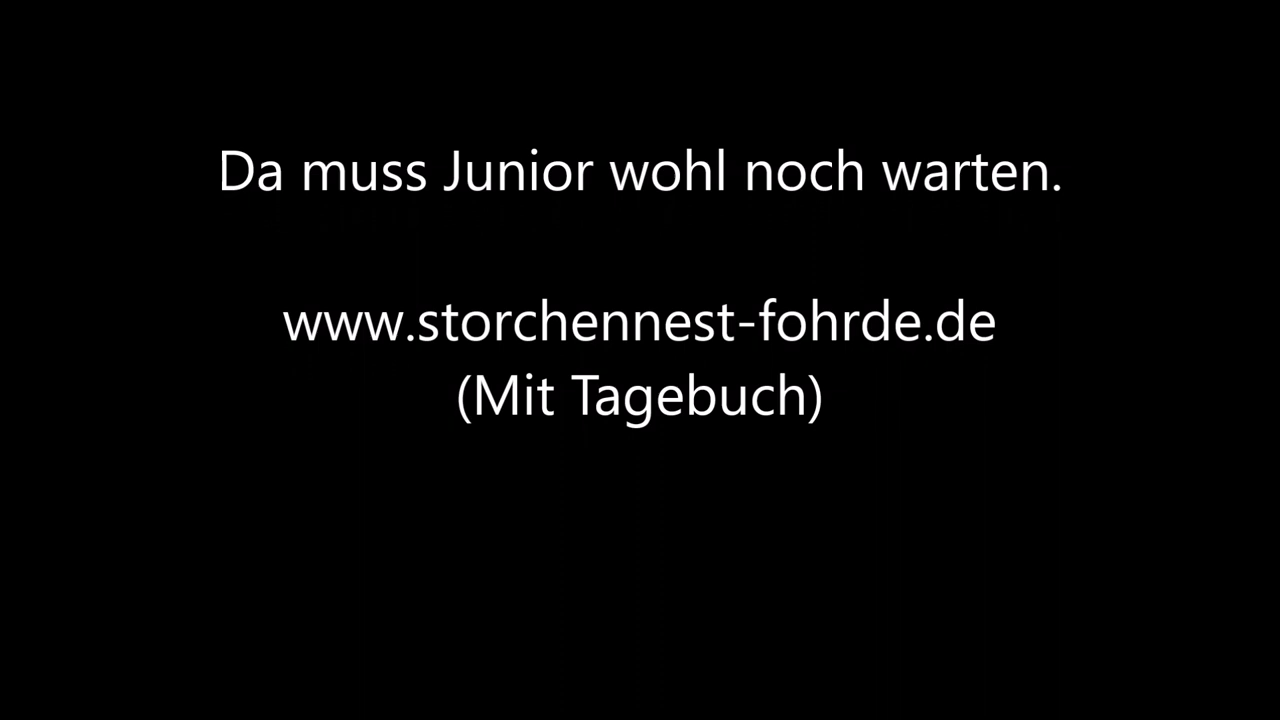 Da muss Junior wohl noch warten.
www.storchennest-fohrde.de
(Mit Tagebuch)